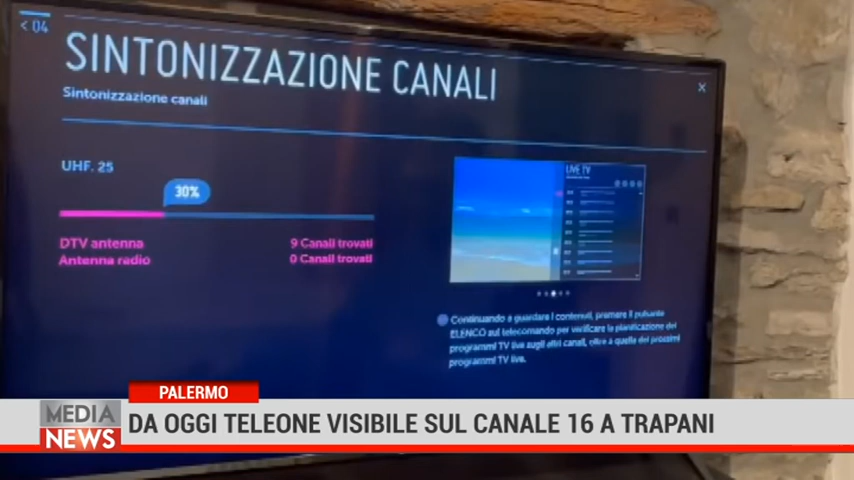 < 04
SINTONIZZAZIONE CANALI
Sintonizzazione canali
X
UHF. 25
30%
DTV antenna 9 Canali trovati
Antenna radio 0 Canali trovati
LIVE TV
Continuando a guardare i contenuti, premere il pulsante
ELENCO sul telecomando per verificare la pianificazione dei
programmi TV live sugli altri canali, oltre a quella dei prossimi
programmi TV live.
PALERMO
MEDIA
NEWS
DA OGGI TELEONE VISIBILE SUL CANALE 16 A TRAPANI